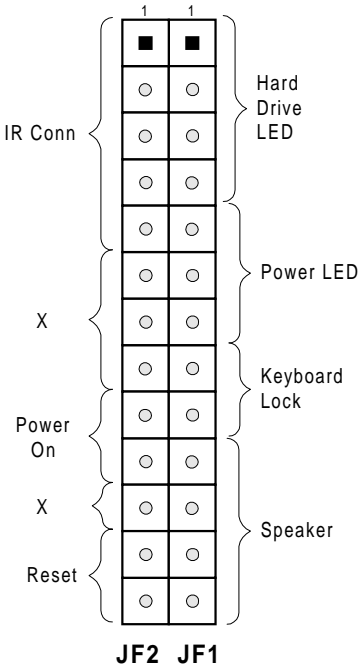 1 1
Hard
Drive
LED
IR Conn
Power LED
X
Keyboard
Lock
Power
On
X
Speaker
Reset
JF2 JF1